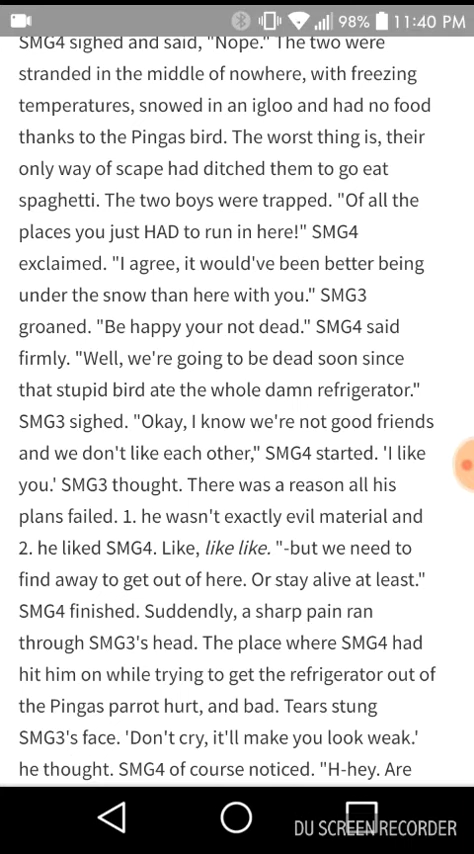 98% 11:40 PM
SMG4 sighed and said, "Nope." The two were
stranded in the middle of nowhere, with freezing
temperatures, snowed in an igloo and had no food
thanks to the Pingas bird. The worst thing is, their
only way of scape had ditched them to go eat
spaghetti. The two boys were trapped. "Of all the
places you just HAD to run in here!" SMG4
exclaimed. "I agree, it would've been better being
under the snow than here with you." SMG3
groaned. "Be happy your not dead." SMG4 said
firmly. "Well, we're going to be dead soon since
that stupid bird ate the whole damn refrigerator."
SMG3 sighed. "Okay, I know we're not good friends
and we don't like each other," SMG4 started. 'I like
you.' SMG3 thought. There was a reason all his
plans failed. 1. he wasn't exactly evil material and
2. he liked SMG4. Like, like like. "-but we need to
find away to get out of here. Or stay alive at least."
SMG4 finished. Suddendly, a sharp pain ran
through SMG3's head. The place where SMG4 had
hit him on while trying to get the refrigerator out of
the Pingas parrot hurt, and bad. Tears stung
SMG3's face. 'Don't cry, it'll make you look weak.'
he thought. SMG4 of course noticed. "H-hey. Are
DU SCREEN RECORDER